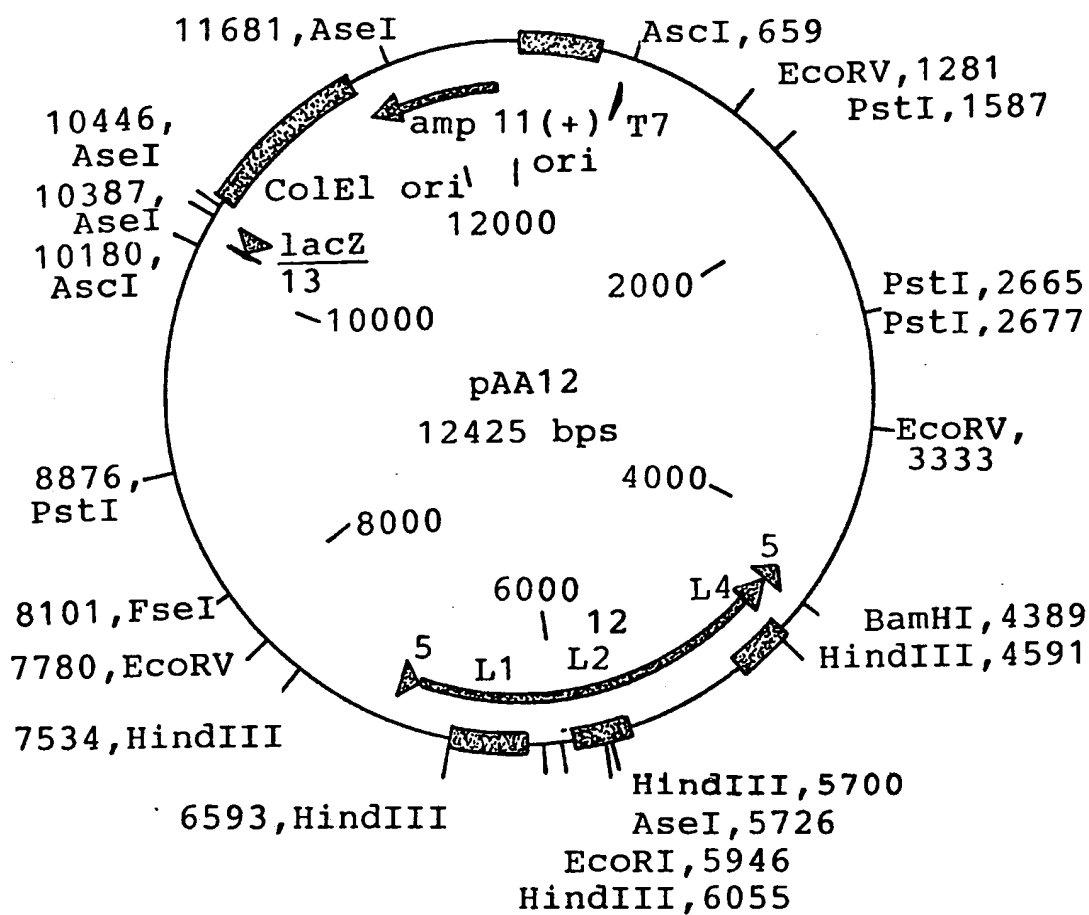 11681,AseI
AscI,659
EcoRV,1281
PstI,1587
10446,
AseI
10387,
AseI
10180,
AscI
amp
11(+)
ori
T7
ColEl ori
12000
lacZ
13
10000
2000
PstI,2665
PstI,2677
pAA12
12425 bps
EcoRV,
3333
8876,
PstI
4000
8000
5
6000
L4
12
8101,FseI
BamHI,4389
7780,EcoRV
5
L1
L2
HindIII,4591
7534,HindIII
HindIII,5700
6593,HindIII
AseI,5726
EcoRI,5946
HindIII,6055